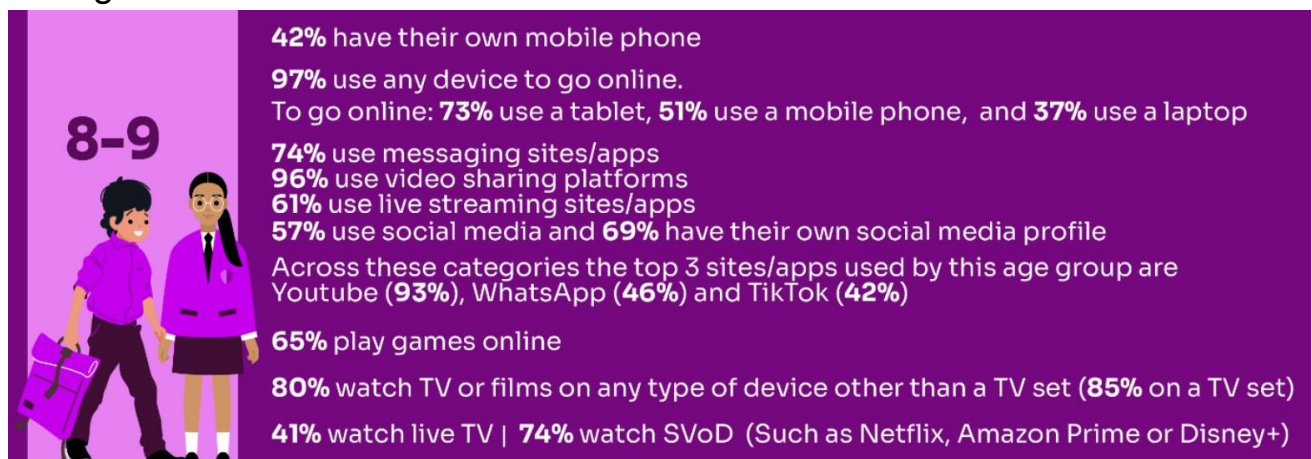 42% have their own mobile phone
97% use any device to go online.
To go online: 73% use a tablet, 51% use a mobile phone, and 37% use a laptop
8-9
74% use messaging sites/apps
96% use video sharing platforms
61% use live streaming sites/apps
57% use social media and 69% have their own social media profile
Across these categories the top 3 sites/apps used by this age group are
Youtube (93%), WhatsApp (46%) and TikTok (42%)
65% play games online
80% watch TV or films on any type of device other than a TV set (85% on a TV set)
41% watch live TV | 74% watch SVoD (Such as Netflix, Amazon Prime or Disney+)